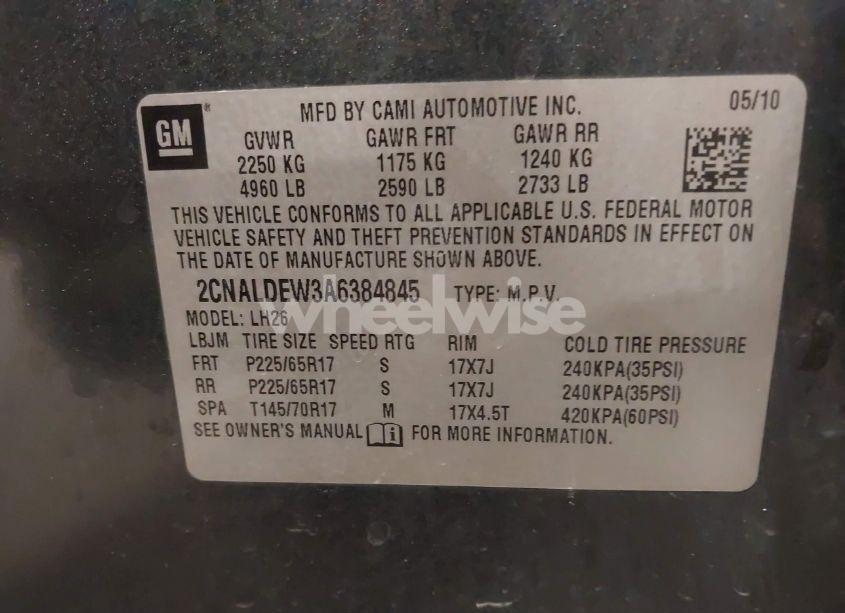 GM ®
MFD BY CAMI AUTOMOTIVE INC. 05/10
GVWR GAWR FRT GAWR RR
2250 KG 1175 KG 1240 KG
4960 LB 2590 LB 2733 LB
THIS VEHICLE CONFORMS TO ALL APPLICABLE U.S. FEDERAL MOTOR
VEHICLE SAFETY AND THEFT PREVENTION STANDARDS IN EFFECT ON
THE DATE OF MANUFACTURE SHOWN ABOVE.
2CNALDEW3A6384845 TYPE: M.P.V.
wheelwise
MODEL: LH26
LBJM TIRE SIZE SPEED RTG RIM COLD TIRE PRESSURE
FRT P225/65R17 S 17X7J 240KPA(35PSI)
RR P225/65R17 S 17X7J 240KPA(35PSI)
SPA T145/70R17 M 17X4.5T 420KPA(60PSI)
SEE OWNER'S MANUAL FOR MORE INFORMATION.